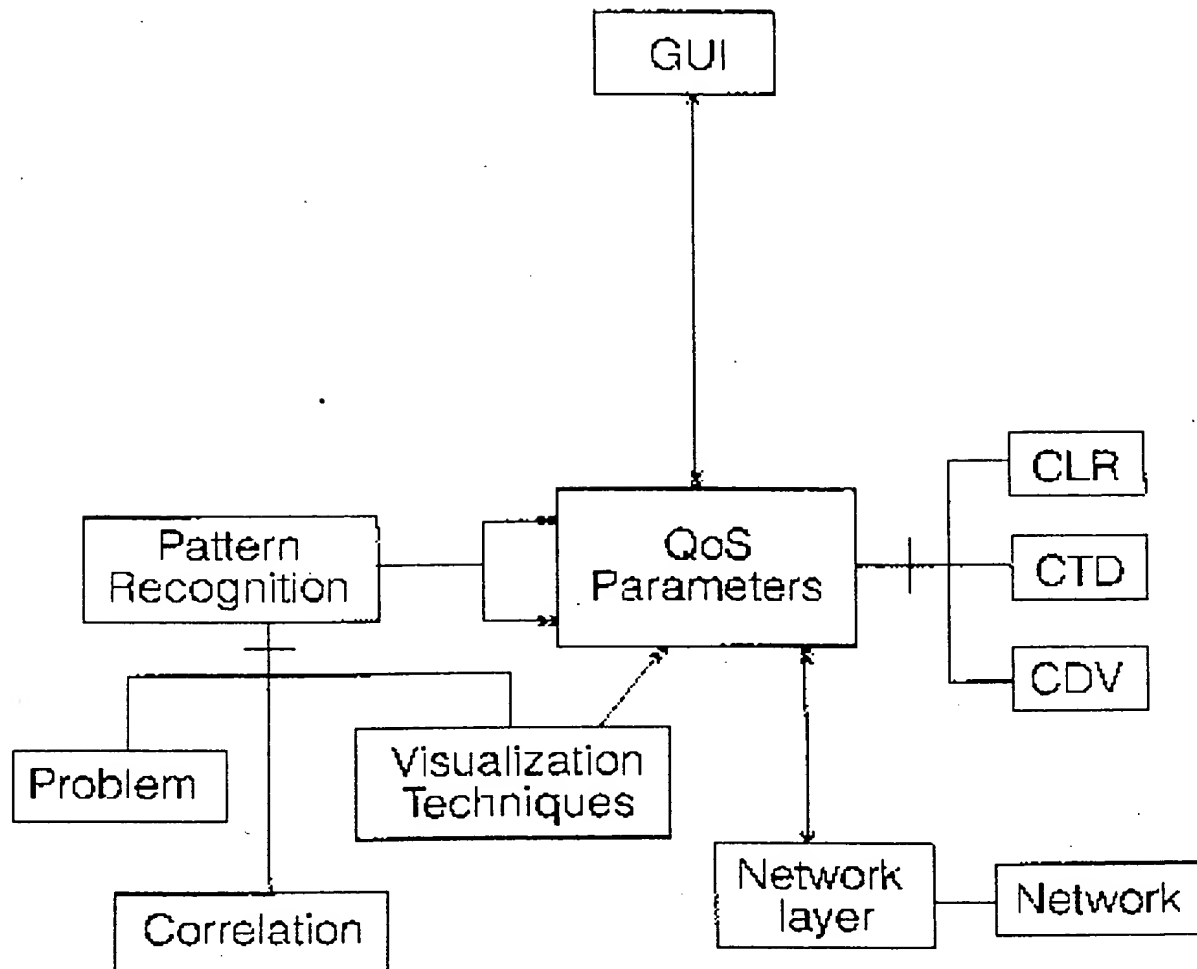 GUI
CLR
Pattern
Recognition
QoS
Parameters
CTD
CDV
Problem
Visualization
Techniques
Network
layer
Network
Correlation